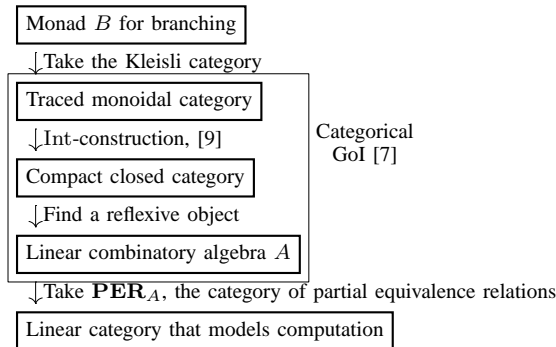 Monad B for branching
↓Take the Kleisli category
Traced monoidal category
↓Int-construction, [9]
Categorical
GoI [7]
Compact closed category
↓Find a reflexive object
Linear combinatory algebra A
↓Take PER_A, the category of partial equivalence relations
Linear category that models computation